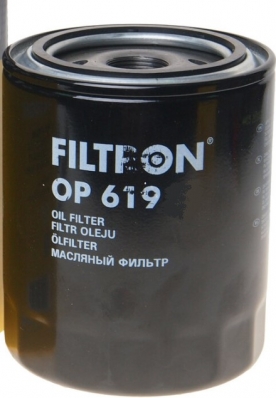 FILTRON
OP 619
OIL FILTER
FILTR OLEJU
ÖLFILTER
МАСЛЯНЫЙ ФИЛЬТР